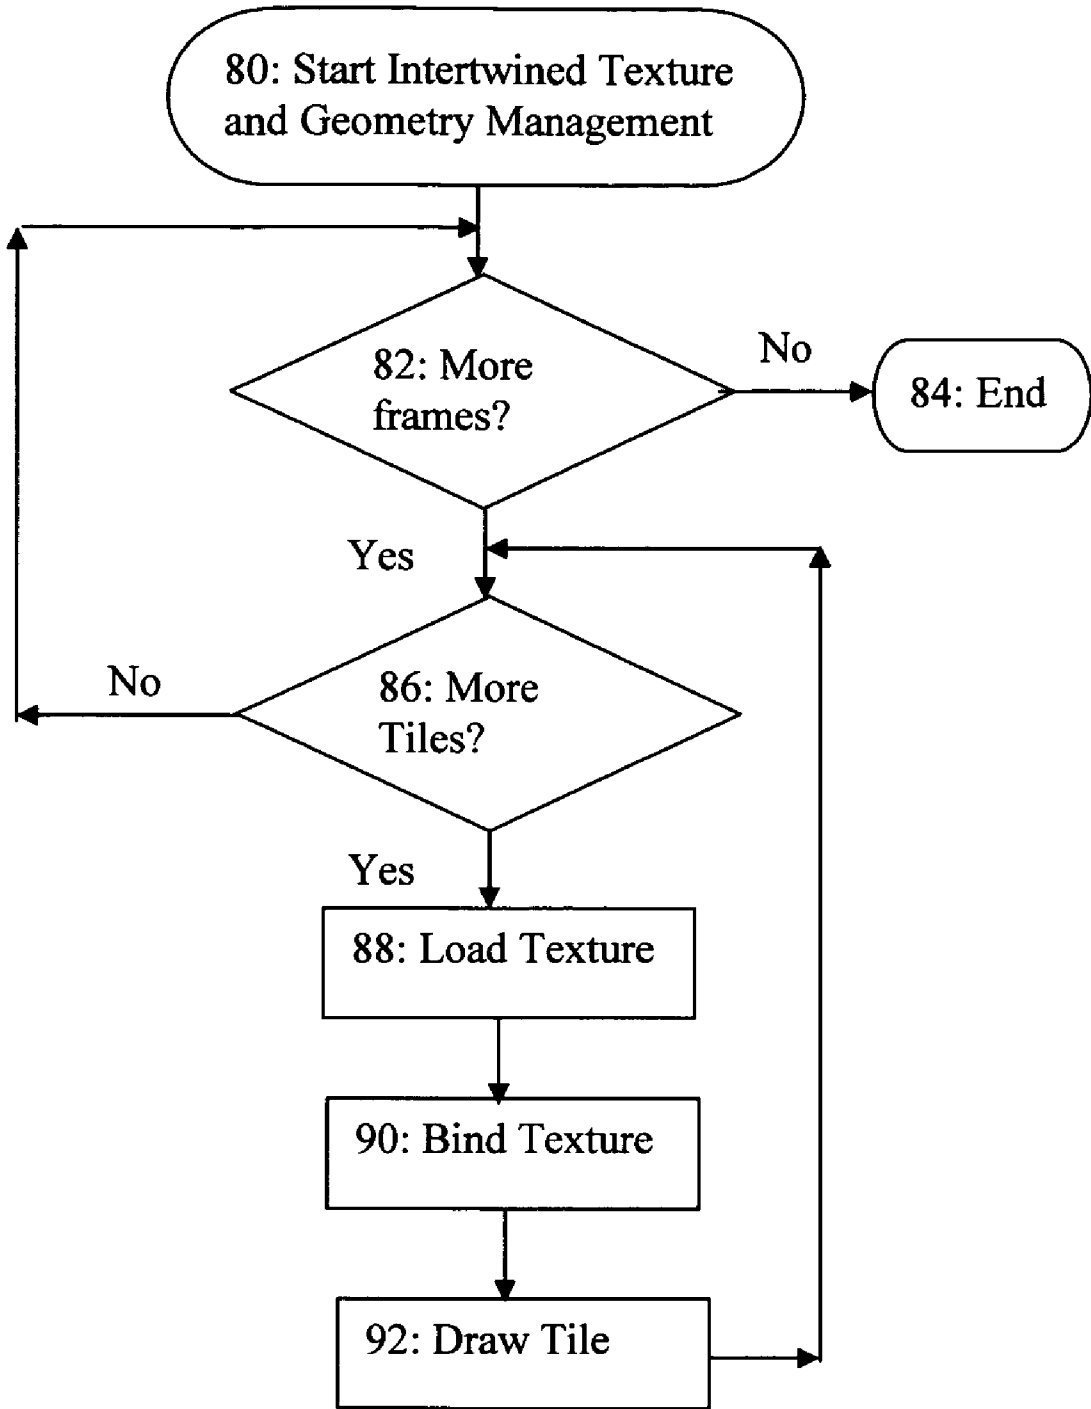 80: Start Intertwined Texture
and Geometry Management
82: More
frames?
No
84: End
Yes
86: More
Tiles?
No
Yes
88: Load Texture
90: Bind Texture
92: Draw Tile